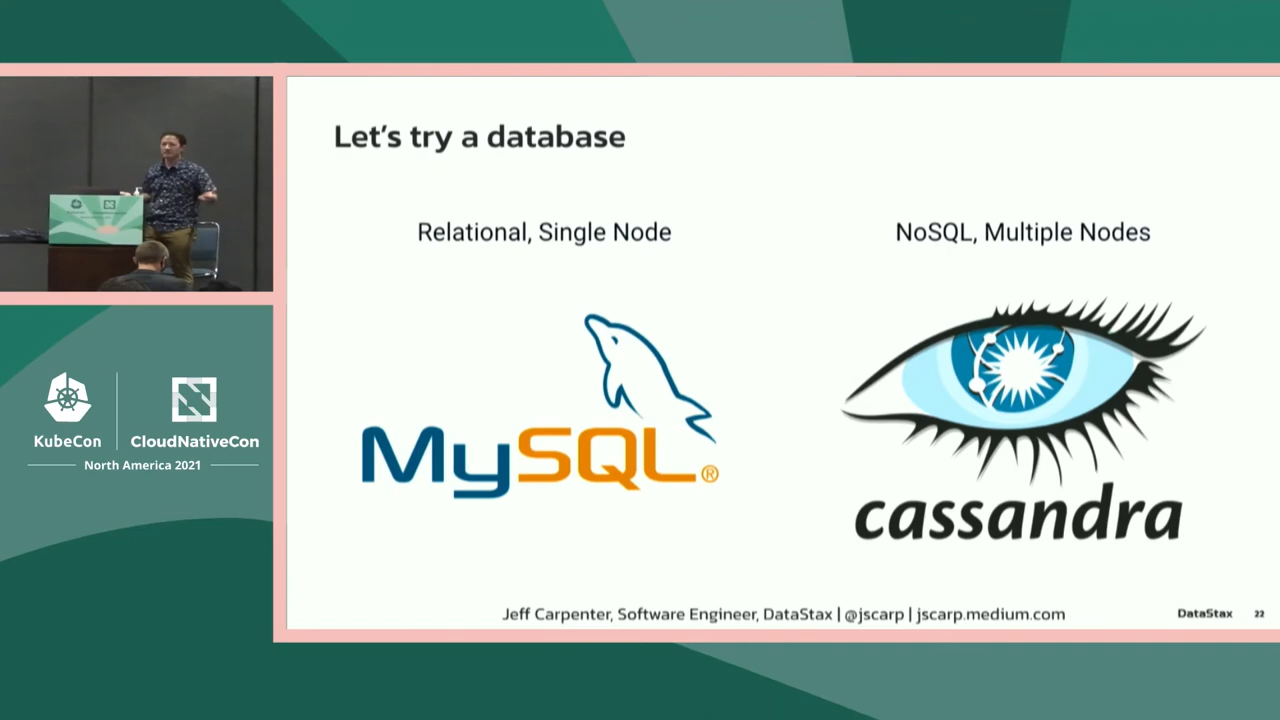 Let's try a database
Relational, Single Node
NoSQL, Multiple Nodes
MySQL®
cassandra
KubeCon
CloudNativeCon
North America 2021
Jeff Carpenter, Software Engineer, DataStax | @jscarp | jscarp.medium.com
DataStax
22